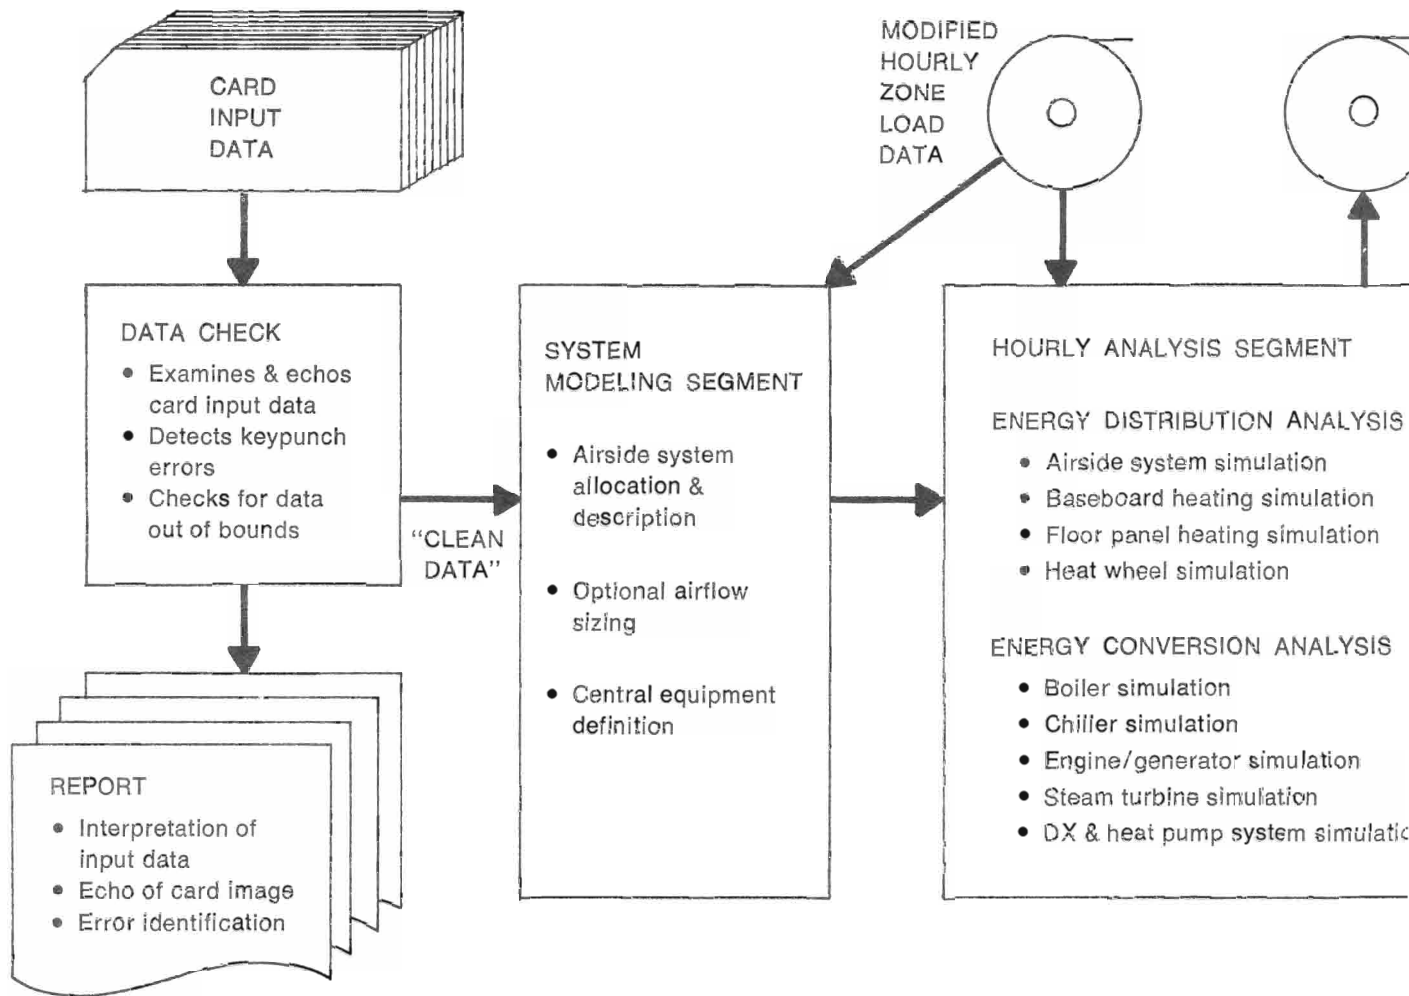 CARD
INPUT
DATA
MODIFIED
HOURLY
ZONE
LOAD
DATA
DATA CHECK
• Examines & echos
card input data
• Detects keypunch
errors
• Checks for data
out of bounds
"CLEAN
DATA"
SYSTEM
MODELING SEGMENT
• Airside system
allocation &
description
• Optional airflow
sizing
• Central equipment
definition
HOURLY ANALYSIS SEGMENT
ENERGY DISTRIBUTION ANALYSIS
• Airside system simulation
• Baseboard heating simulation
• Floor panel heating simulation
• Heat wheel simulation
ENERGY CONVERSION ANALYSIS
• Boiler simulation
• Chiller simulation
• Engine/generator simulation
• Steam turbine simulation
• DX & heat pump system simulatio
REPORT
• Interpretation of
input data
• Echo of card image
• Error identification